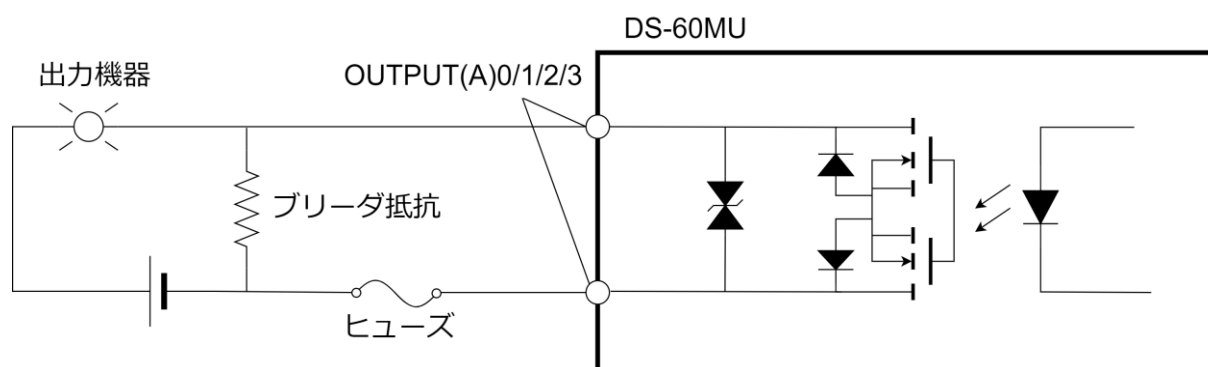 DS-60MU
出力機器
OUTPUT(A)0/1/2/3
ブリーダ抵抗
ヒューズ